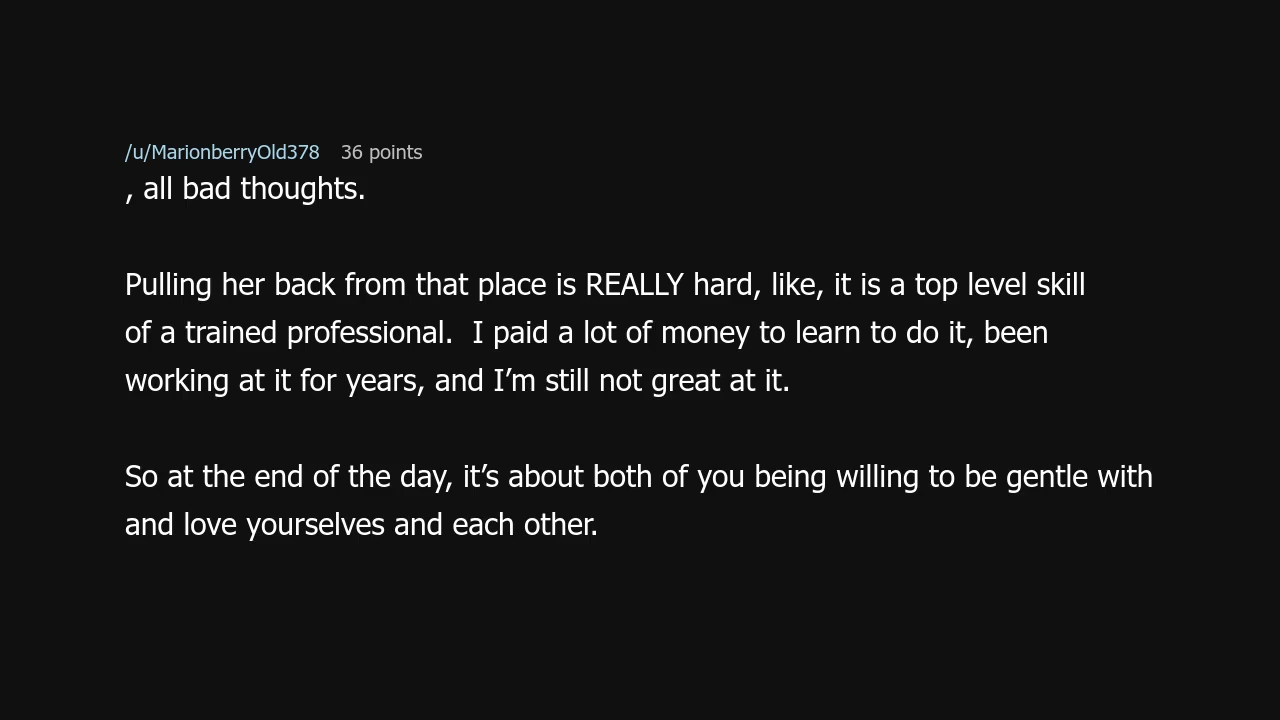 /u/MarionberryOld378 36 points
, all bad thoughts.
Pulling her back from that place is REALLY hard, like, it is a top level skill
of a trained professional.  I paid a lot of money to learn to do it, been
working at it for years, and I’m still not great at it.
So at the end of the day, it’s about both of you being willing to be gentle with
and love yourselves and each other.